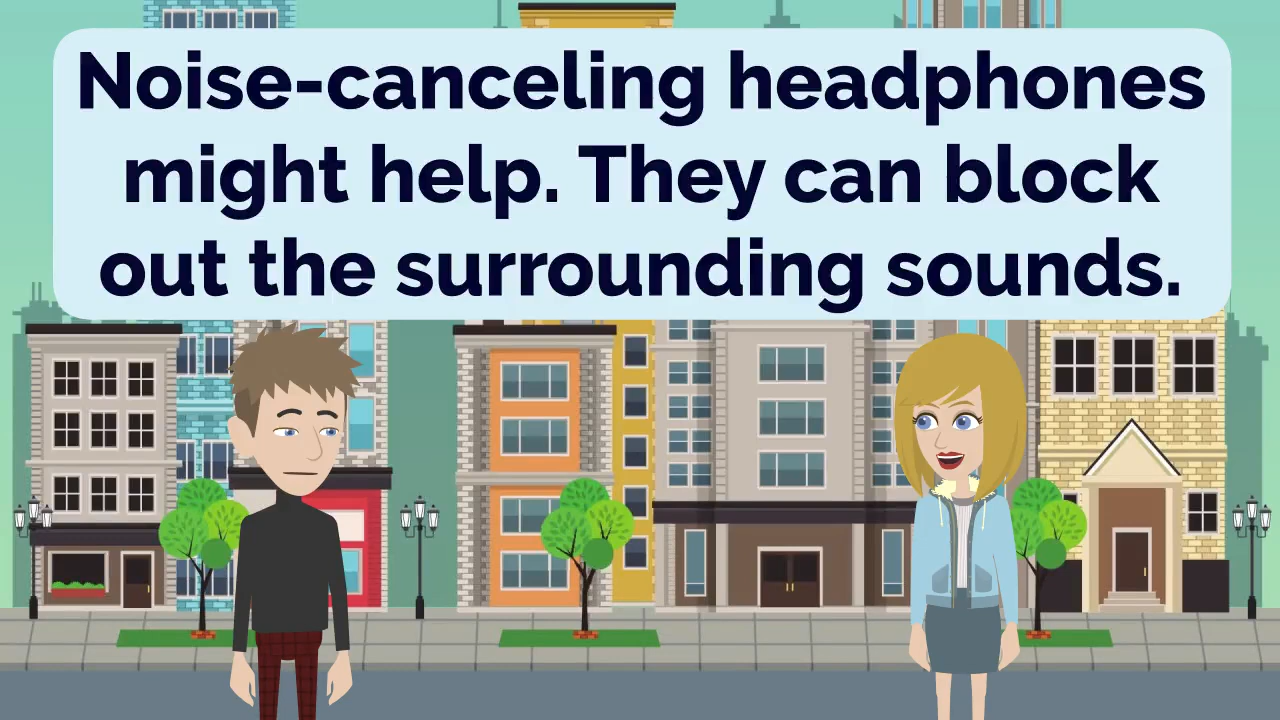 Noise-canceling headphones
might help. They can block
out the surrounding sounds.